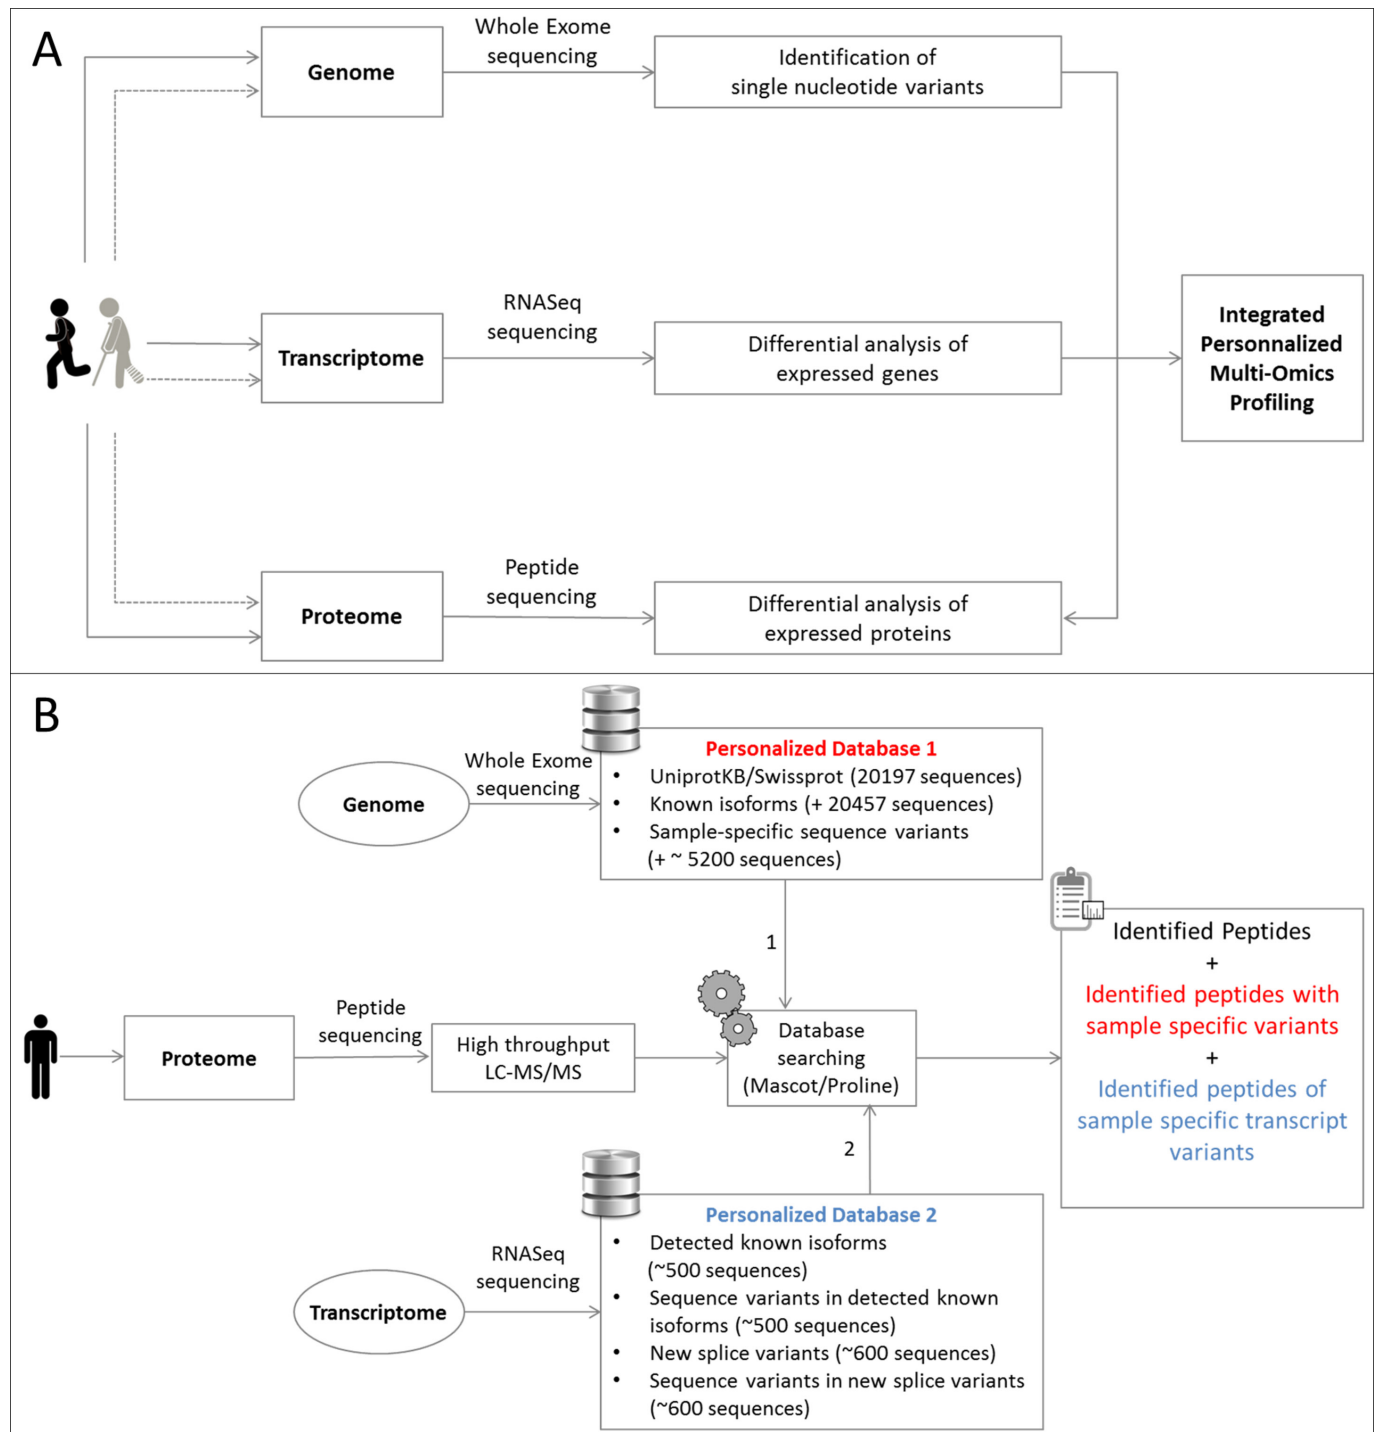 A
Genome
Whole Exome
sequencing
Identification of
single nucleotide variants
Transcriptome
RNASeq
sequencing
Differential analysis of
expressed genes
Integrated
Personnalized
Multi-Omics
Profiling
Proteome
Peptide
sequencing
Differential analysis of
expressed proteins
B
Genome
Whole Exome
sequencing
Personalized Database 1
• UniprotKB/Swissprot (20197 sequences)
• Known isoforms (+ 20457 sequences)
• Sample-specific sequence variants
(+ ~ 5200 sequences)
1
Proteome
Peptide
sequencing
High throughput
LC-MS/MS
Database
searching
(Mascot/Proline)
Identified Peptides
+
Identified peptides with
sample specific variants
+
Identified peptides of
sample specific transcript
variants
2
Transcriptome
RNASeq
sequencing
Personalized Database 2
• Detected known isoforms
(~500 sequences)
• Sequence variants in detected known
isoforms (~500 sequences)
• New splice variants (~600 sequences)
• Sequence variants in new splice variants
(~600 sequences)